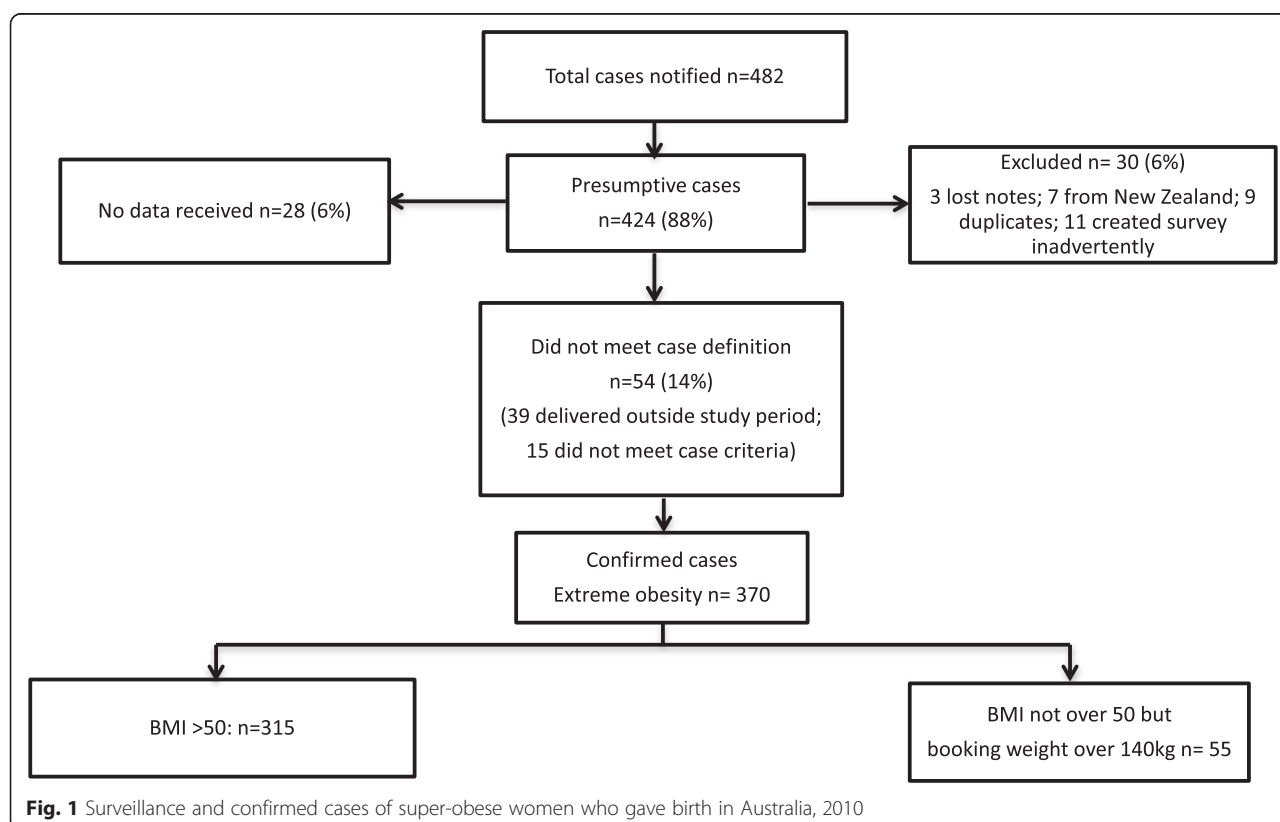 Total cases notified n=482
Presumptive cases
n=424 (88%)
No data received n=28 (6%)
Excluded n= 30 (6%)
3 lost notes; 7 from New Zealand; 9
duplicates; 11 created survey
inadvertently
Did not meet case definition
n=54 (14%)
(39 delivered outside study period;
15 did not meet case criteria)
Confirmed cases
Extreme obesity n= 370
BMI >50: n=315
BMI not over 50 but
booking weight over 140kg n= 55
Fig. 1 Surveillance and confirmed cases of super-obese women who gave birth in Australia, 2010